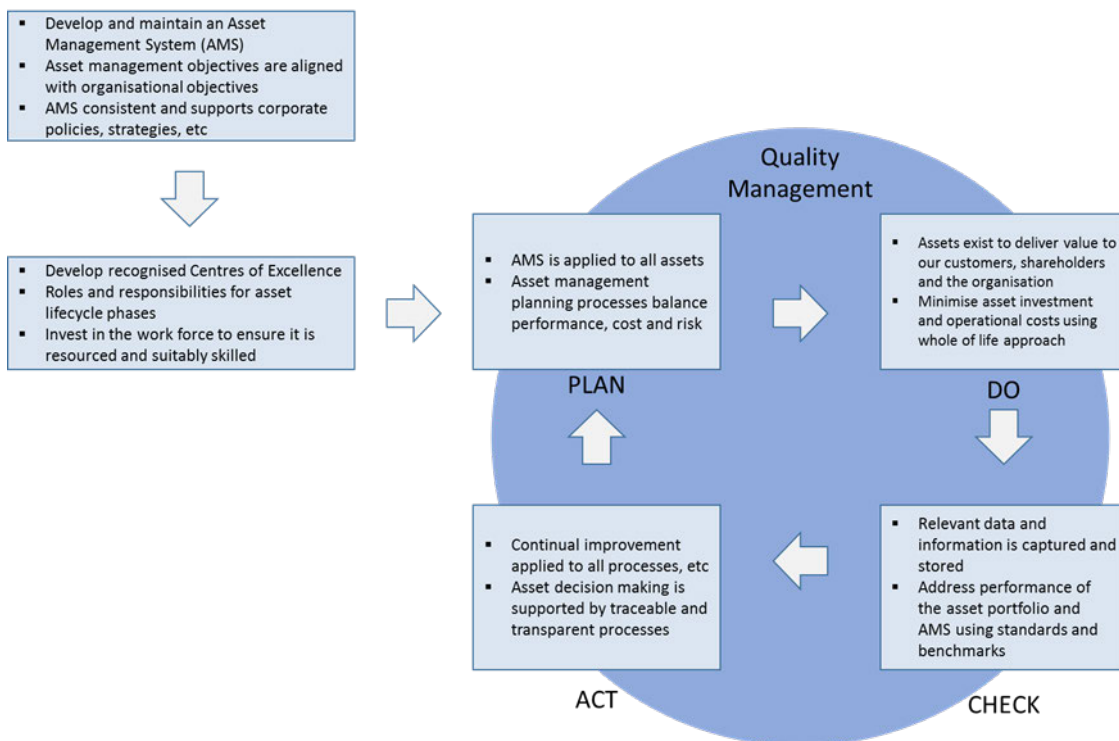 ▪ Develop and maintain an Asset
Management System (AMS)
▪ Asset management objectives are aligned
with organisational objectives
▪ AMS consistent and supports corporate
policies, strategies, etc
▪ Develop recognised Centres of Excellence
▪ Roles and responsibilities for asset
lifecycle phases
▪ Invest in the work force to ensure it is
resourced and suitably skilled
Quality
Management
▪ AMS is applied to all assets
▪ Asset management
planning processes balance
performance, cost and risk
PLAN
▪ Assets exist to deliver value to
our customers, shareholders
and the organisation
▪ Minimise asset investment
and operational costs using
whole of life approach
DO
▪ Relevant data and
information is captured and
stored
▪ Address performance of
the asset portfolio and
AMS using standards and
benchmarks
CHECK
▪ Continual improvement
applied to all processes, etc
▪ Asset decision making is
supported by traceable and
transparent processes
ACT